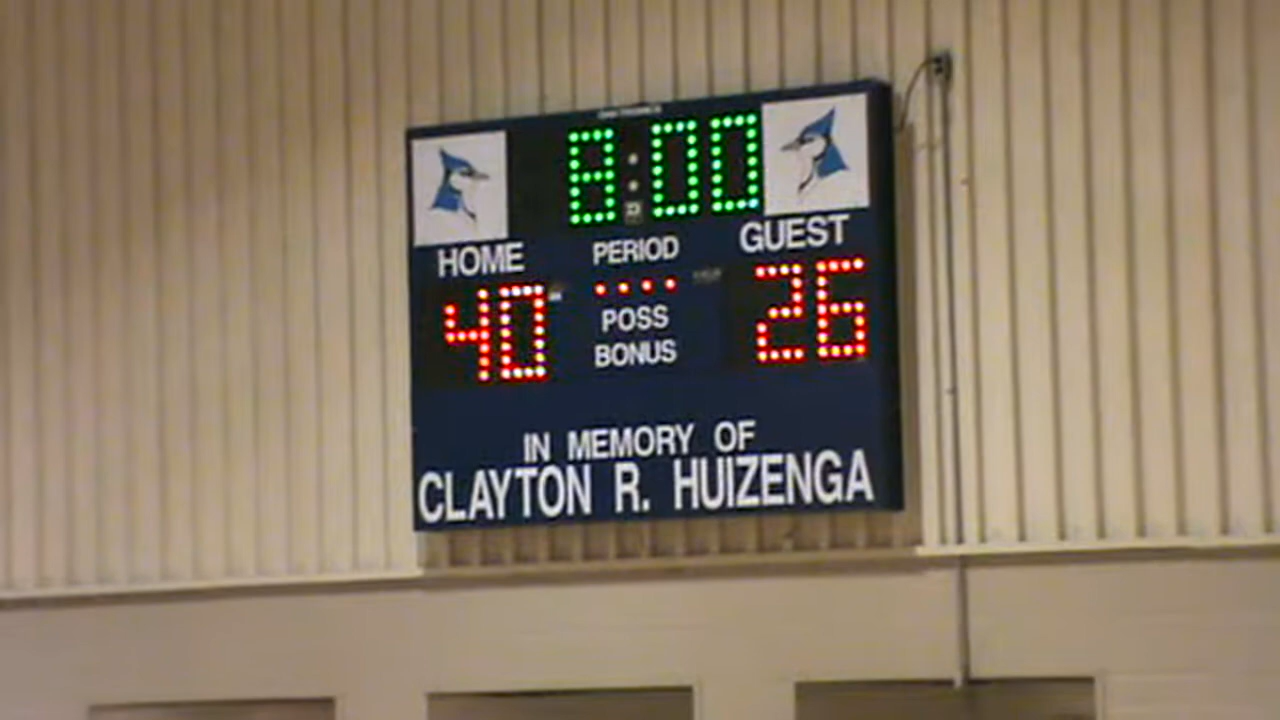 8:00
HOME PERIOD GUEST
40 26
POSS
BONUS
IN MEMORY OF
CLAYTON R. HUIZENGA